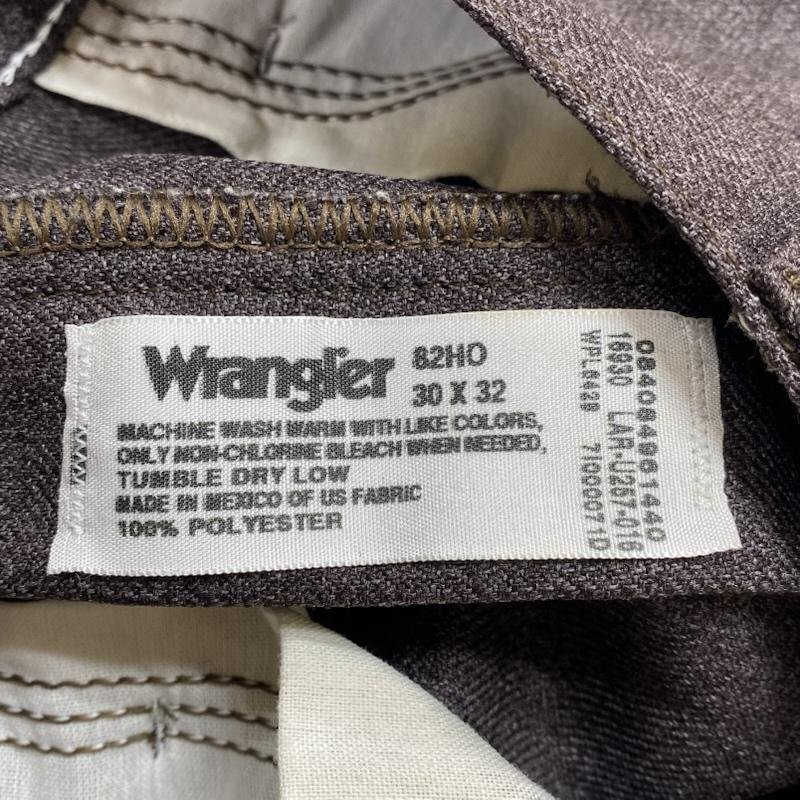 Wrangler 82HO
30 X 32
MACHINE WASH WARM WITH LIKE COLORS,
ONLY NON-CHLORINE BLEACH WHEN NEEDED,
TUMBLE DRY LOW
MADE IN MEXICO OF US FABRIC
100% POLYESTER
084084961440
16930 LAR-U267-016
WPL6429 71000071D